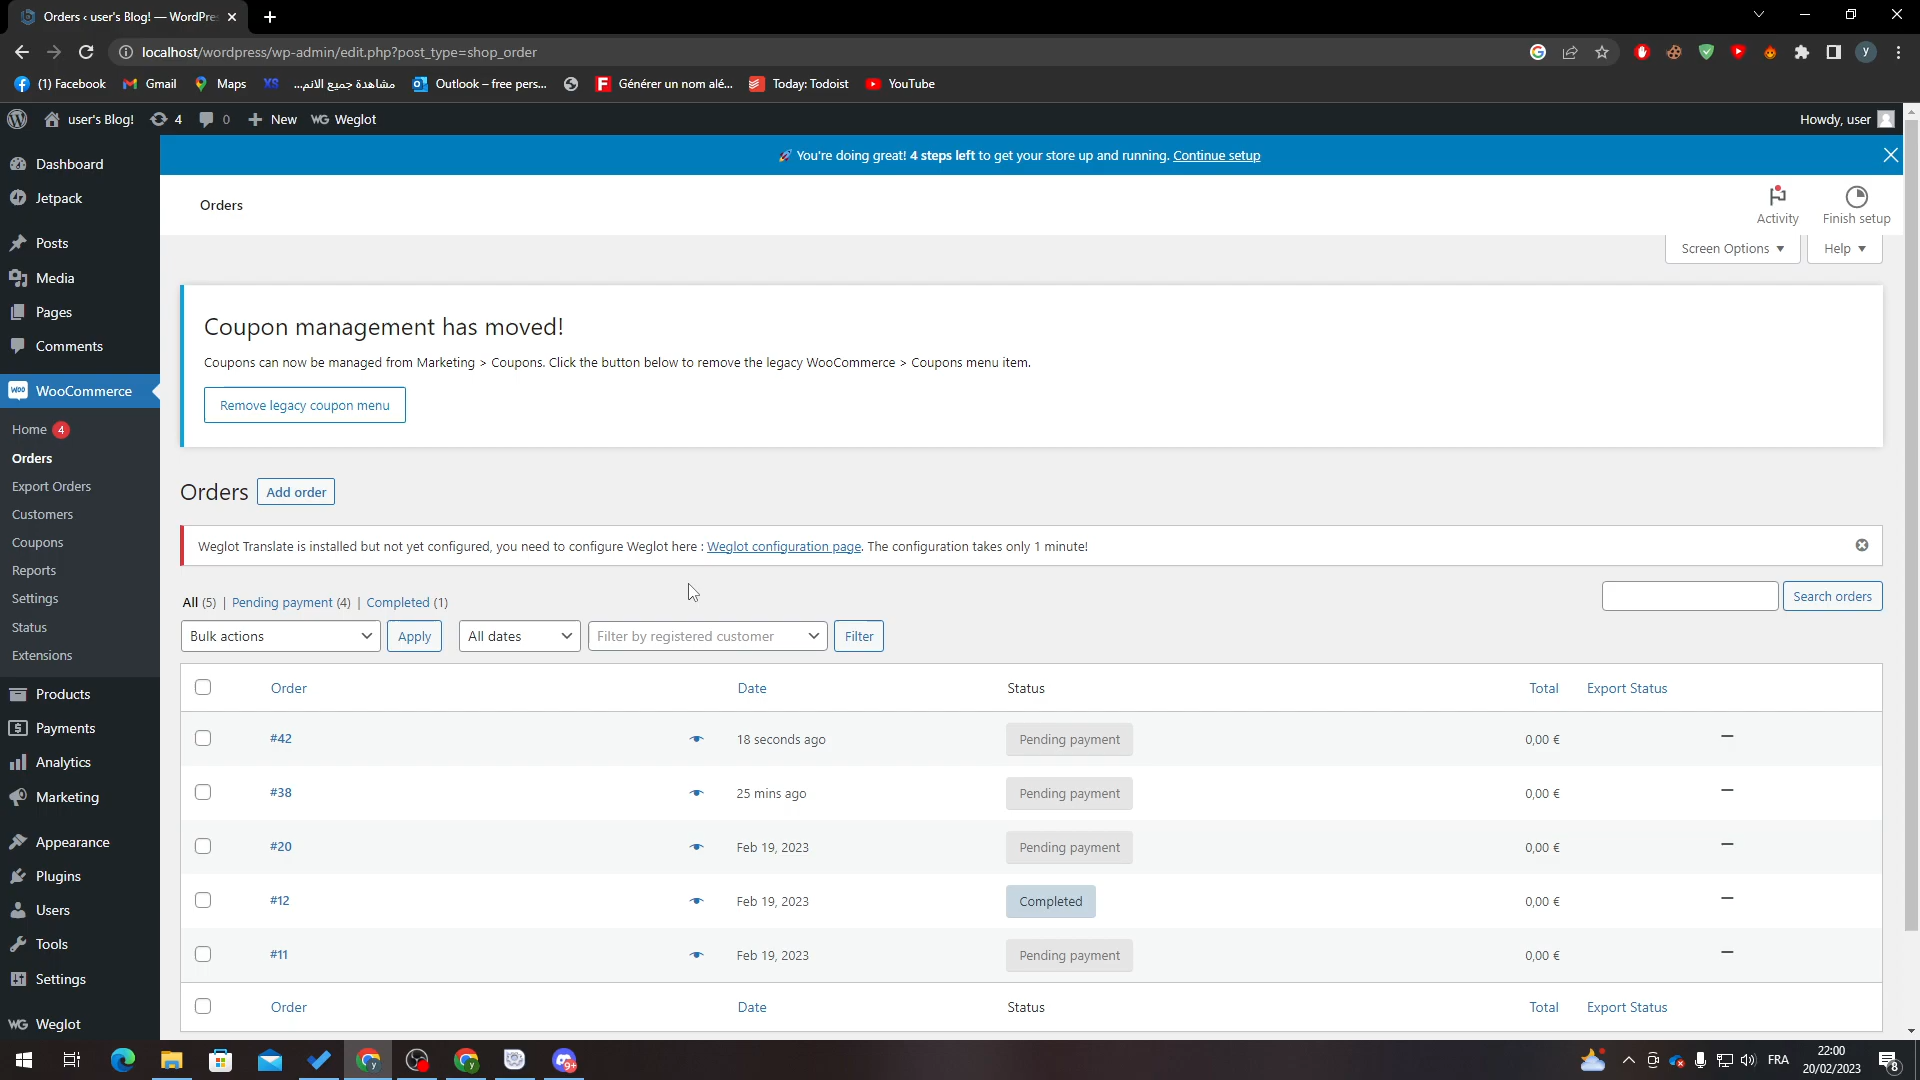 Orders ‹ user's Blog! — WordPre
localhost/wordpress/wp-admin/edit.php?post_type=shop_order
y
(1) Facebook
Gmail
Maps
XS
مشاهدة جميع الانم...
Outlook – free pers...
Générer un nom alé...
Today: Todoist
YouTube
user's Blog!
4
0
New
WG Weglot
Howdy, user
You're doing great! 4 steps left to get your store up and running. Continue setup
Dashboard
Jetpack
Posts
Media
Pages
Comments
WooCommerce
Home 4
Orders
Export Orders
Customers
Coupons
Reports
Settings
Status
Extensions
Products
Payments
Analytics
Marketing
Appearance
Plugins
Users
Tools
Settings
WG Weglot
Orders
Activity
Finish setup
Screen Options
Help
Coupon management has moved!
Coupons can now be managed from Marketing > Coupons. Click the button below to remove the legacy WooCommerce > Coupons menu item.
Remove legacy coupon menu
Orders Add order
Weglot Translate is installed but not yet configured, you need to configure Weglot here : Weglot configuration page. The configuration takes only 1 minute!
All (5) | Pending payment (4) | Completed (1)
Search orders
Bulk actions Apply All dates Filter by registered customer Filter
Order Date Status Total Export Status
#42 18 seconds ago Pending payment 0,00 € –
#38 25 mins ago Pending payment 0,00 € –
#20 Feb 19, 2023 Pending payment 0,00 € –
#12 Feb 19, 2023 Completed 0,00 € –
#11 Feb 19, 2023 Pending payment 0,00 € –
Order Date Status Total Export Status
FRA
22:00
20/02/2023
8